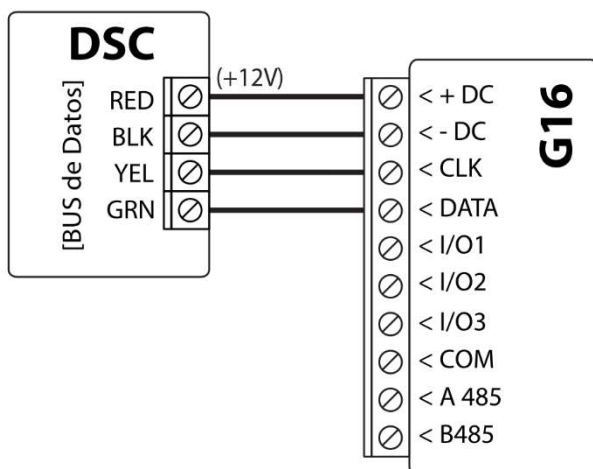 DSC
[BUS de Datos]
RED
BLK
YEL
GRN
(+12V)
G16
< + DC
< - DC
< CLK
< DATA
< I/O1
< I/O2
< I/O3
< COM
< A 485
< B485